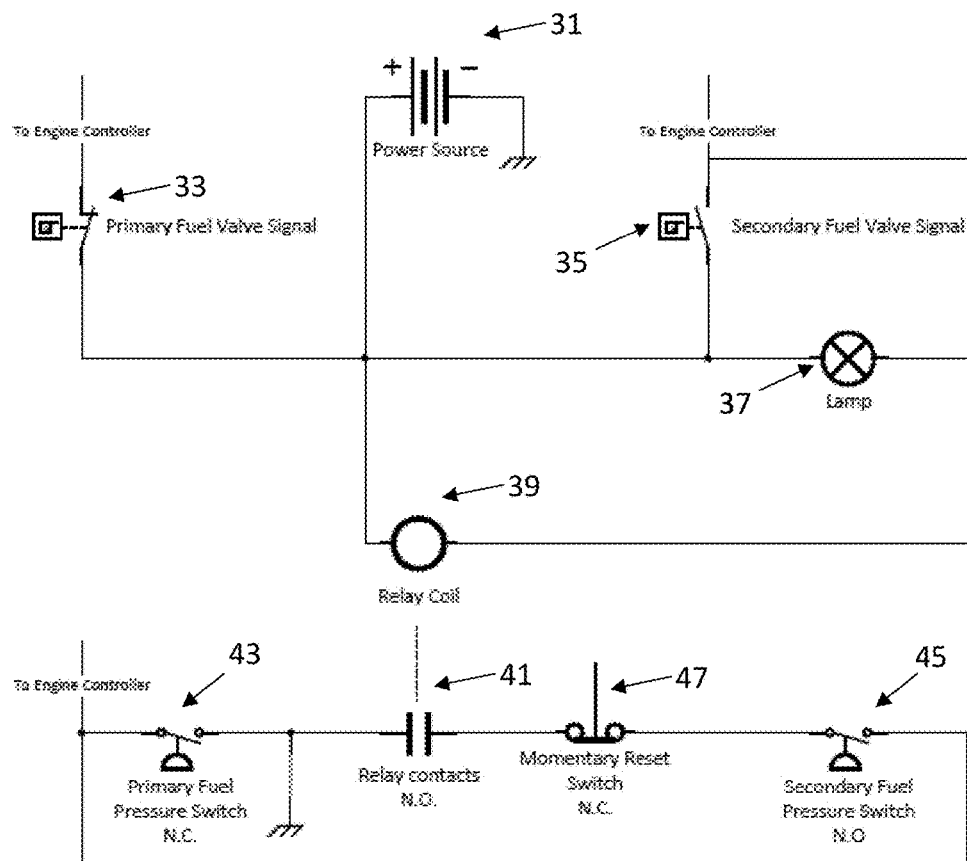 31
+ −
To Engine Controller
Power Source
To Engine Controller
33
Primary Fuel Valve Signal
35
Secondary Fuel Valve Signal
37
Lamp
39
Relay Coil
To Engine Controller
43
41
47
45
Primary Fuel
Pressure Switch
N.C.
Relay contacts
N.O.
Momentary Reset
Switch
N.C.
Secondary Fuel
Pressure Switch
N.O